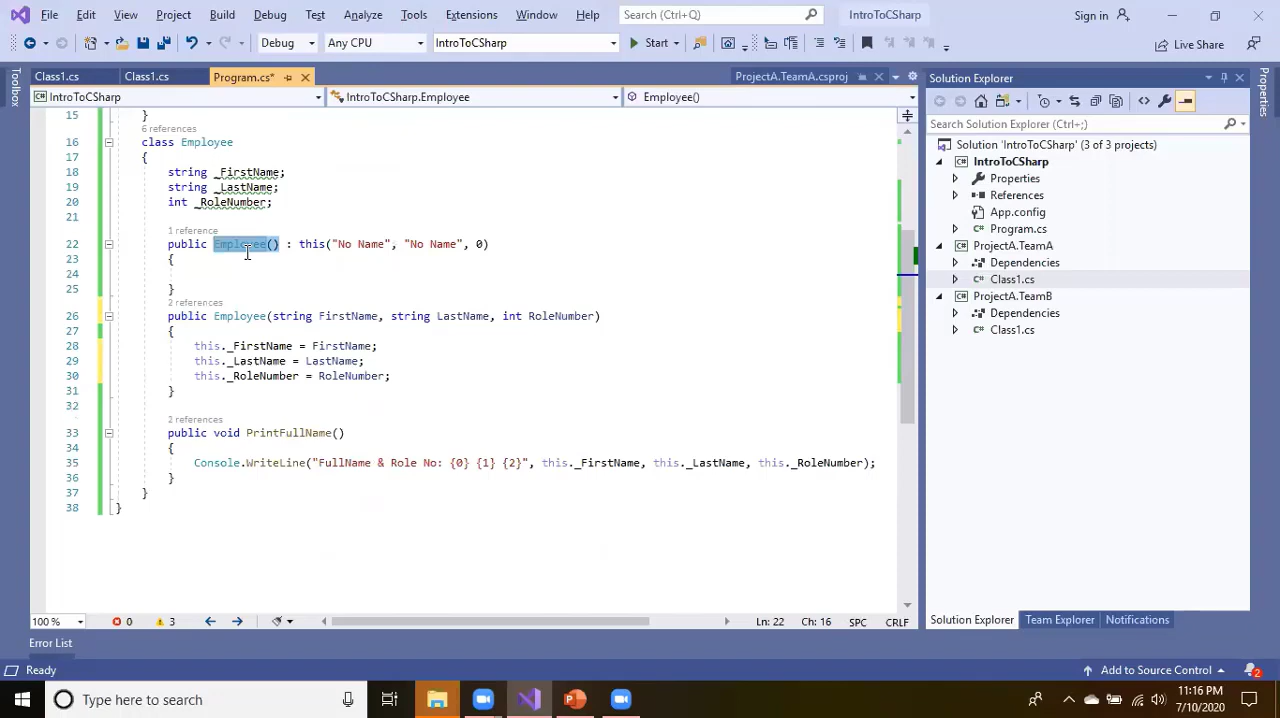 File Edit View Project Build Debug Test Analyze Tools Extensions Window Help Search (Ctrl+Q) IntroToCSharp Sign in
Debug Any CPU IntroToCSharp Start Live Share
Toolbox
Class1.cs Class1.cs Program.cs* ProjectA.TeamA.csproj
IntroToCSharp IntroToCSharp.Employee Employee()
15 }
6 references
16 class Employee
17 {
18 string _FirstName;
19 string _LastName;
20 int _RoleNumber;
21
1 reference
22 public Employee() : this("No Name", "No Name", 0)
23 {
24
25 }
2 references
26 public Employee(string FirstName, string LastName, int RoleNumber)
27 {
28 this._FirstName = FirstName;
29 this._LastName = LastName;
30 this._RoleNumber = RoleNumber;
31 }
32
2 references
33 public void PrintFullName()
34 {
35 Console.WriteLine("FullName & Role No: {0} {1} {2}", this._FirstName, this._LastName, this._RoleNumber);
36 }
37 }
38 }
100 % 0 3 Ln: 22 Ch: 16 SPC CRLF
Error List
Solution Explorer
Search Solution Explorer (Ctrl+;)
Solution 'IntroToCSharp' (3 of 3 projects)
IntroToCSharp
Properties
References
App.config
Program.cs
ProjectA.TeamA
Dependencies
Class1.cs
ProjectA.TeamB
Dependencies
Class1.cs
Solution Explorer Team Explorer Notifications
Properties
Ready Add to Source Control 2
Type here to search 11:16 PM
7/10/2020